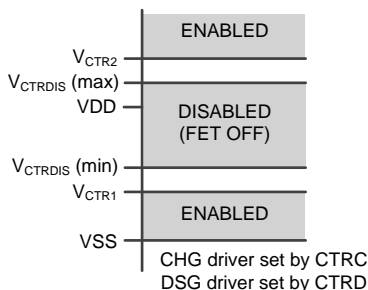 ENABLED
VCTR2
VCTRDIS (max)
VDD
DISABLED
(FET OFF)
VCTRDIS (min)
VCTR1
ENABLED
VSS
CHG driver set by CTRC
DSG driver set by CTRD